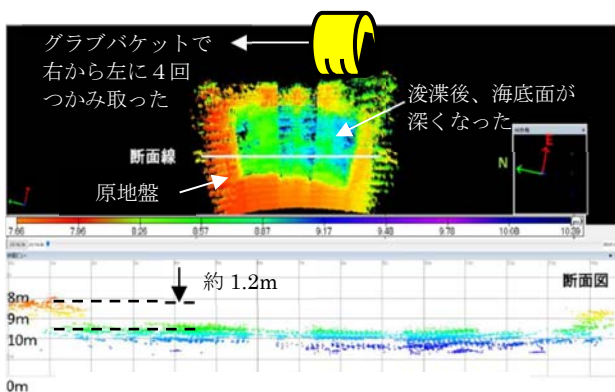 グラブバケットで
右から左に４回
つかみ取った
浚渫後、海底面が
深くなった
断面線
原地盤
N
E
7.66 7.96 8.26 8.57 8.87 9.17 9.48 9.78 10.08 10.39
約 1.2m
断面図
8m
9m
10m
0m